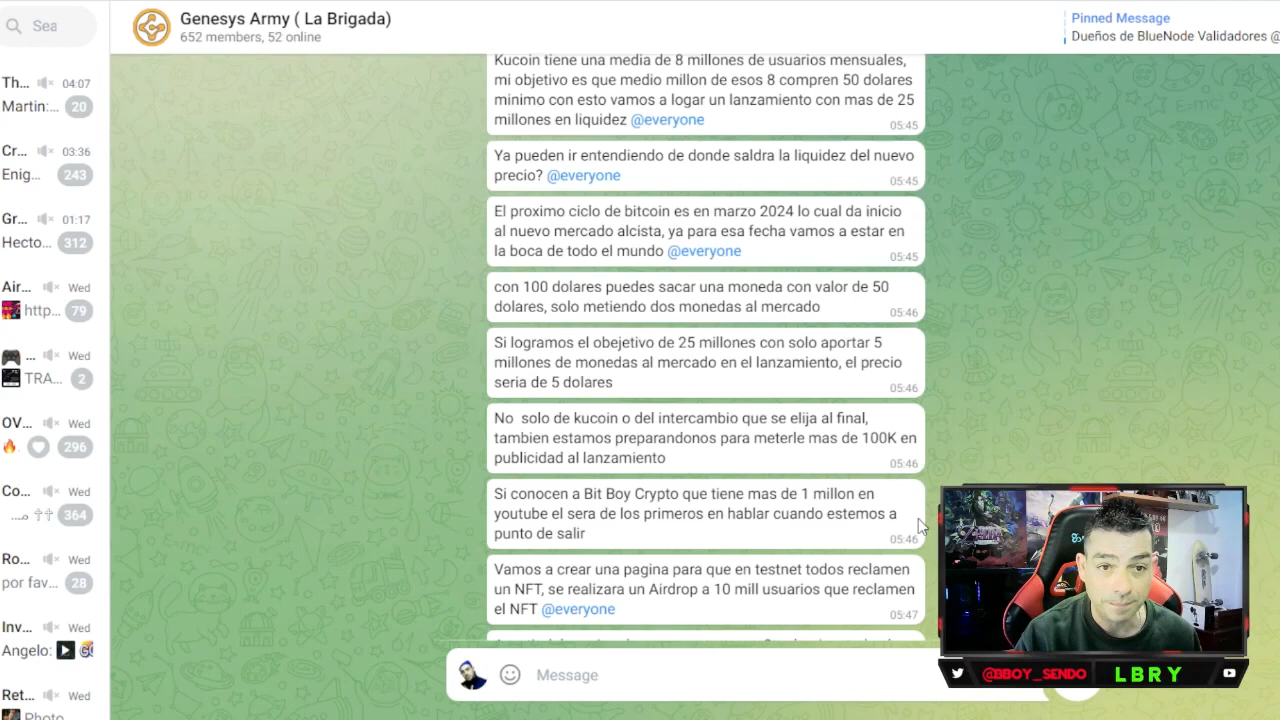 Sea
Genesys Army ( La Brigada)
652 members, 52 online
Pinned Message
Dueños de BlueNode Validadores @
Th... 04:07
Martin:... 20
Cr... 03:36
Enig... 243
Gr... 01:17
Hecto... 312
Air... Wed
http... 79
... Wed
TRA... 2
OV... Wed
296
Co... Wed
364
Ro... Wed
por fav... 28
Inv... Wed
Angelo:
Ret... Wed
Photo
Kucoin tiene una media de 8 millones de usuarios mensuales,
mi objetivo es que medio millon de esos 8 compren 50 dolares
minimo con esto vamos a logar un lanzamiento con mas de 25
millones en liquidez @everyone
05:45
Ya pueden ir entendiendo de donde saldra la liquidez del nuevo
precio? @everyone
05:45
El proximo ciclo de bitcoin es en marzo 2024 lo cual da inicio
al nuevo mercado alcista, ya para esa fecha vamos a estar en
la boca de todo el mundo @everyone
05:45
con 100 dolares puedes sacar una moneda con valor de 50
dolares, solo metiendo dos monedas al mercado
05:46
Si logramos el obejetivo de 25 millones con solo aportar 5
millones de monedas al mercado en el lanzamiento, el precio
seria de 5 dolares
05:46
No solo de kucoin o del intercambio que se elija al final,
tambien estamos preparandonos para meterle mas de 100K en
publicidad al lanzamiento
05:46
Si conocen a Bit Boy Crypto que tiene mas de 1 millon en
youtube el sera de los primeros en hablar cuando estemos a
punto de salir
05:46
Vamos a crear una pagina para que en testnet todos reclamen
un NFT, se realizara un Airdrop a 10 mill usuarios que reclamen
el NFT @everyone
05:47
Message
@BBOY_SENDO
LBRY